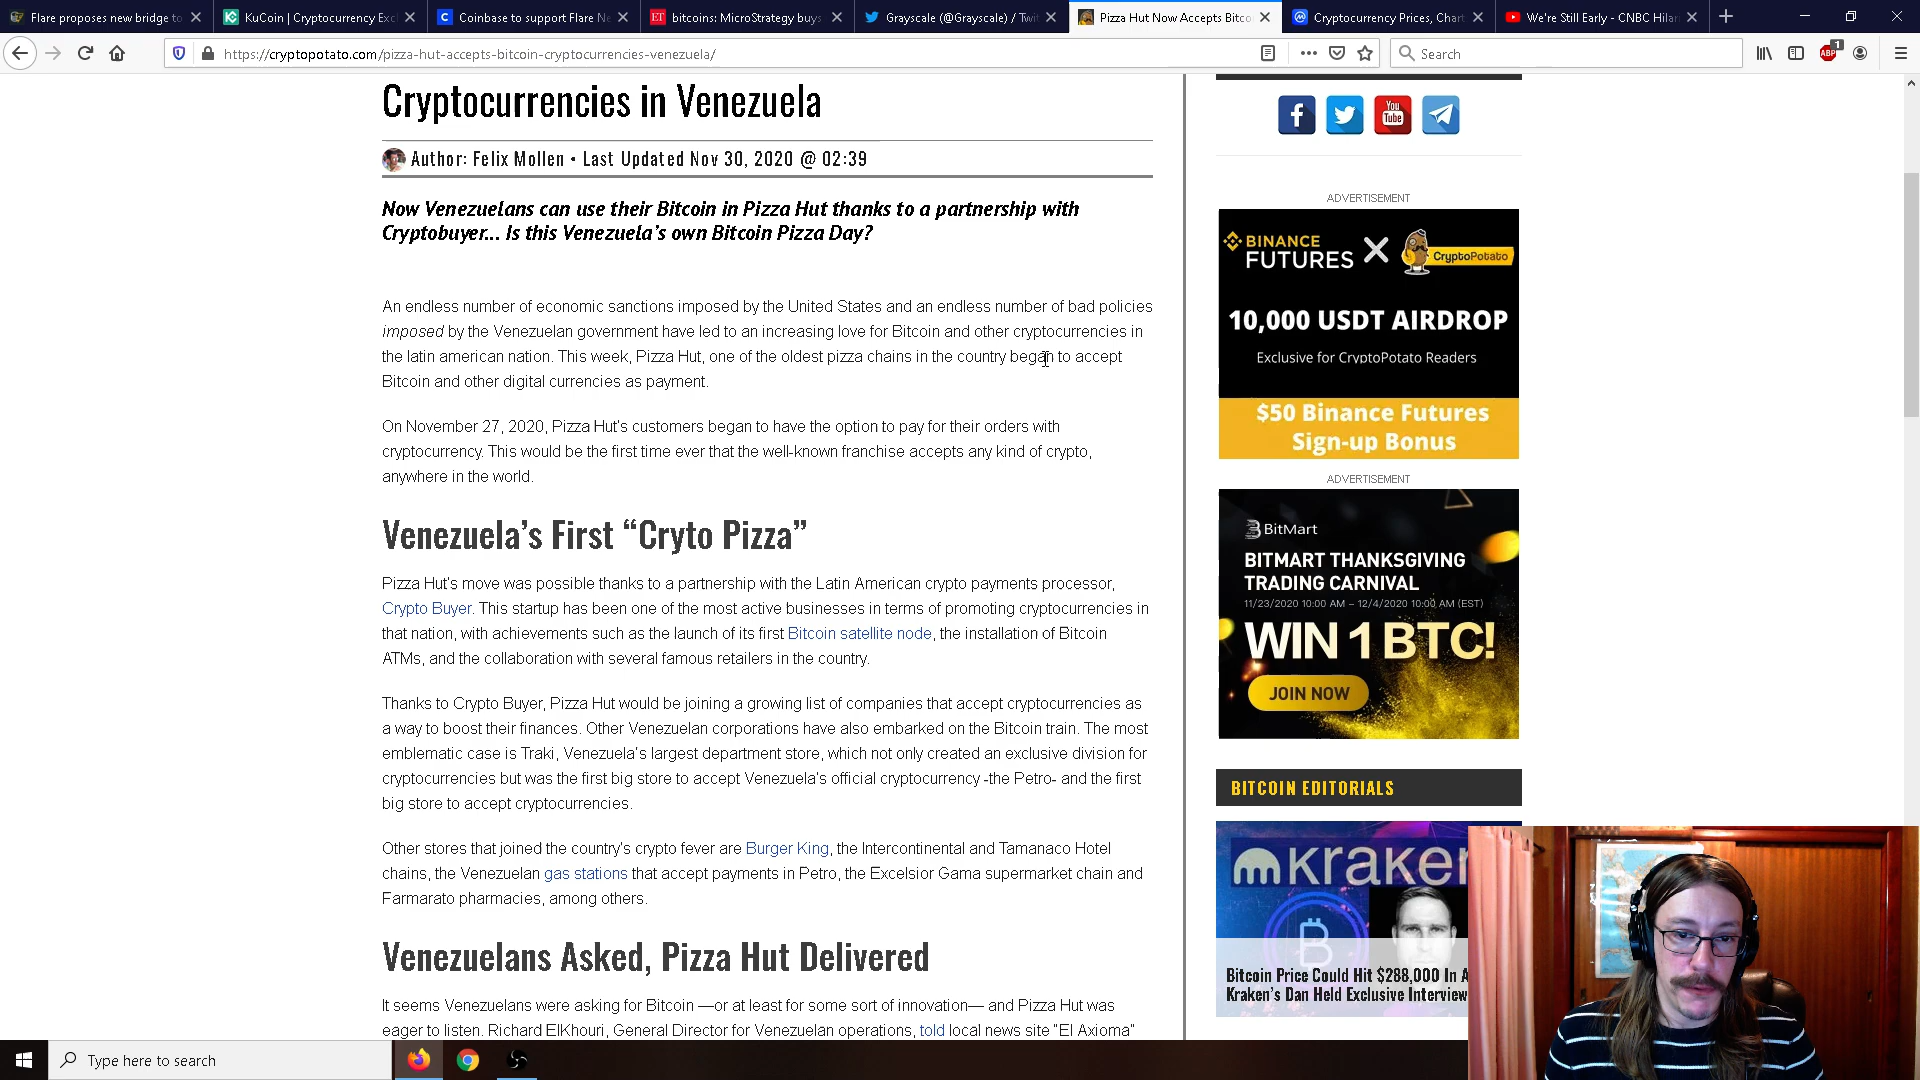 Flare proposes new bridge to
KuCoin | Cryptocurrency Exc
Coinbase to support Flare Ne
bitcoins: MicroStrategy buys
Grayscale (@Grayscale) / Twi
Pizza Hut Now Accepts Bitco
Cryptocurrency Prices, Chart
We're Still Early - CNBC Hilar
https://cryptopotato.com/pizza-hut-accepts-bitcoin-cryptocurrencies-venezuela/
Search
ABP
1
Cryptocurrencies in Venezuela
Author: Felix Mollen • Last Updated Nov 30, 2020 @ 02:39
Now Venezuelans can use their Bitcoin in Pizza Hut thanks to a partnership with
Cryptobuyer... Is this Venezuela's own Bitcoin Pizza Day?
An endless number of economic sanctions imposed by the United States and an endless number of bad policies
imposed by the Venezuelan government have led to an increasing love for Bitcoin and other cryptocurrencies in
the latin american nation. This week, Pizza Hut, one of the oldest pizza chains in the country began to accept
Bitcoin and other digital currencies as payment.
On November 27, 2020, Pizza Hut's customers began to have the option to pay for their orders with
cryptocurrency. This would be the first time ever that the well-known franchise accepts any kind of crypto,
anywhere in the world.
Venezuela's First “Cryto Pizza”
Pizza Hut's move was possible thanks to a partnership with the Latin American crypto payments processor,
Crypto Buyer. This startup has been one of the most active businesses in terms of promoting cryptocurrencies in
that nation, with achievements such as the launch of its first Bitcoin satellite node, the installation of Bitcoin
ATMs, and the collaboration with several famous retailers in the country.
Thanks to Crypto Buyer, Pizza Hut would be joining a growing list of companies that accept cryptocurrencies as
a way to boost their finances. Other Venezuelan corporations have also embarked on the Bitcoin train. The most
emblematic case is Traki, Venezuela's largest department store, which not only created an exclusive division for
cryptocurrencies but was the first big store to accept Venezuela's official cryptocurrency -the Petro- and the first
big store to accept cryptocurrencies.
Other stores that joined the country's crypto fever are Burger King, the Intercontinental and Tamanaco Hotel
chains, the Venezuelan gas stations that accept payments in Petro, the Excelsior Gama supermarket chain and
Farmarato pharmacies, among others.
Venezuelans Asked, Pizza Hut Delivered
It seems Venezuelans were asking for Bitcoin —or at least for some sort of innovation— and Pizza Hut was
eager to listen. Richard ElKhouri, General Director for Venezuelan operations, told local news site "El Axioma"
You
Tube
ADVERTISEMENT
BINANCE
FUTURES
X
CryptoPotato
10,000 USDT AIRDROP
Exclusive for CryptoPotato Readers
$50 Binance Futures
Sign-up Bonus
ADVERTISEMENT
BitMart
BITMART THANKSGIVING
TRADING CARNIVAL
11/23/2020 10:00 AM – 12/4/2020 10:00 AM (EST)
WIN 1 BTC!
JOIN NOW
BITCOIN EDITORIALS
mkraken
Bitcoin Price Could Hit $288,000 In A
Kraken's Dan Held Exclusive Interview
Type here to search